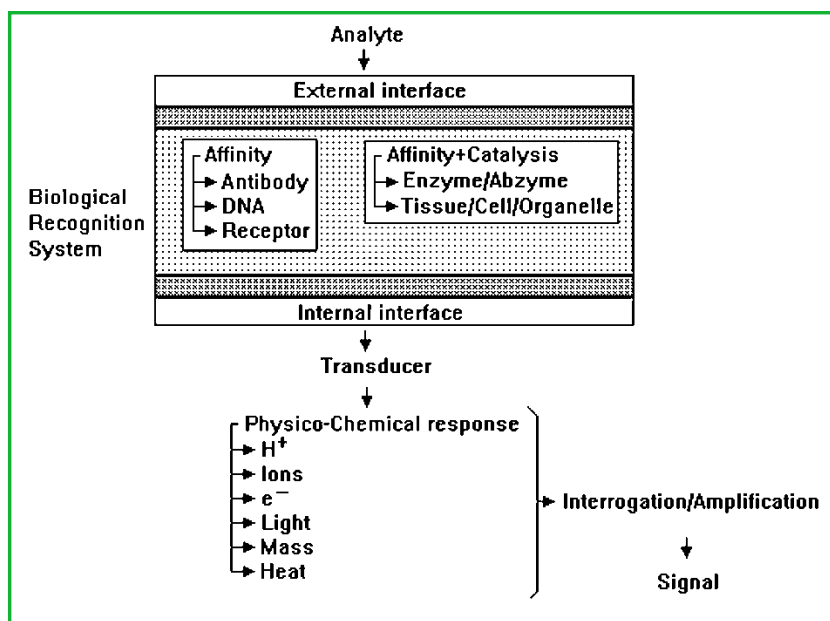 Analyte
External interface
Biological
Recognition
System
Affinity
Antibody
DNA
Receptor
Affinity+Catalysis
Enzyme/Abzyme
Tissue/Cell/Organelle
Internal interface
Transducer
Physico-Chemical response
H⁺
Ions
e⁻
Light
Mass
Heat
Interrogation/Amplification
Signal